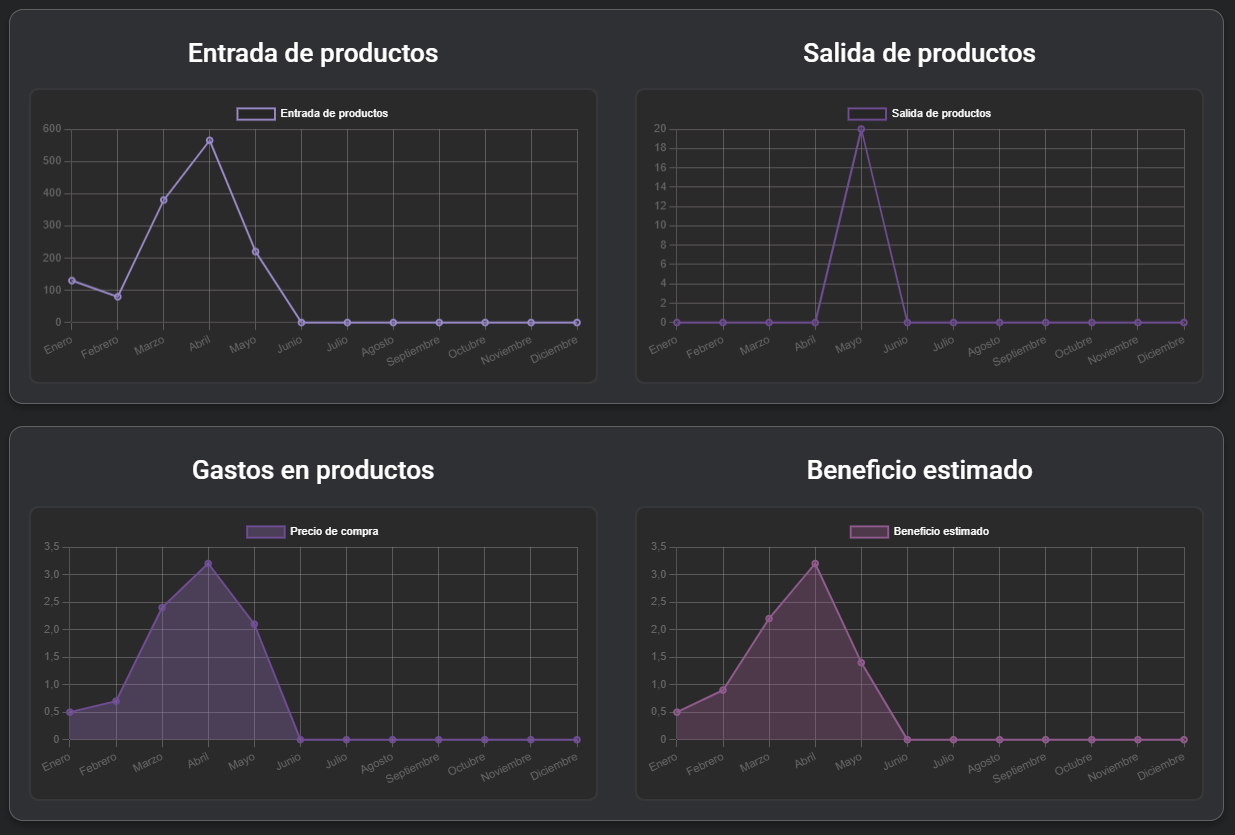 Entrada de productos
Salida de productos
Entrada de productos
600
500
400
300
200
100
0
Enero Febrero Marzo Abril Mayo Junio Julio Agosto Septiembre Octubre Noviembre Diciembre
Salida de productos
20
18
16
14
12
10
8
6
4
2
0
Enero Febrero Marzo Abril Mayo Junio Julio Agosto Septiembre Octubre Noviembre Diciembre
Gastos en productos
Beneficio estimado
Precio de compra
3,5
3,0
2,5
2,0
1,5
1,0
0,5
0
Enero Febrero Marzo Abril Mayo Junio Julio Agosto Septiembre Octubre Noviembre Diciembre
Beneficio estimado
3,5
3,0
2,5
2,0
1,5
1,0
0,5
0
Enero Febrero Marzo Abril Mayo Junio Julio Agosto Septiembre Octubre Noviembre Diciembre